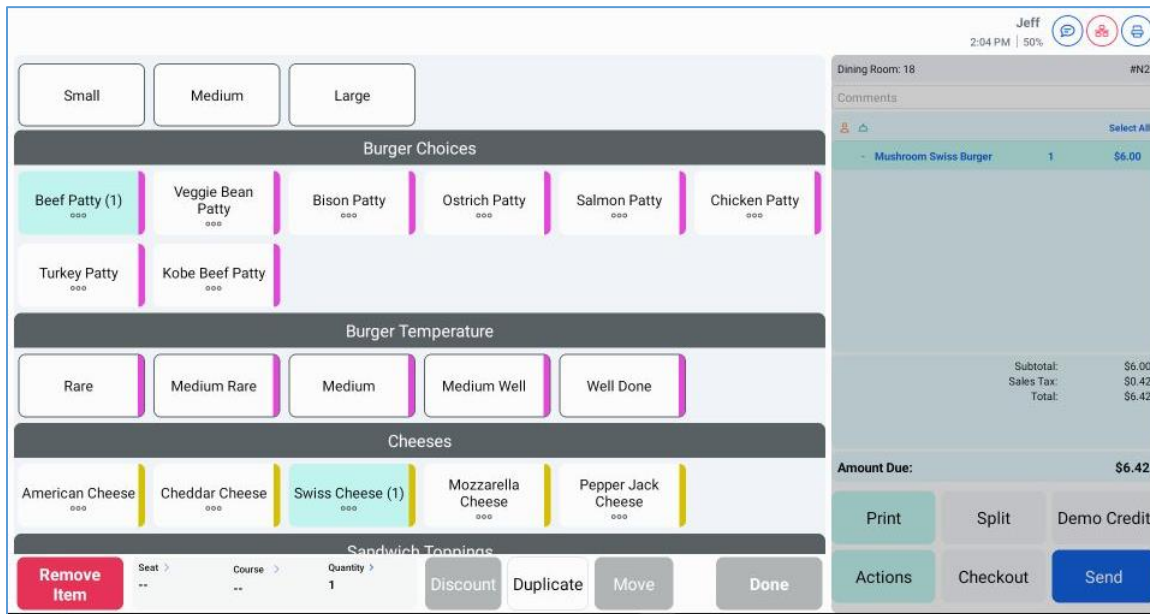 Jeff
2:04 PM | 50%
Small
Medium
Large
Burger Choices
Beef Patty (1)
Veggie Bean
Patty
Bison Patty
Ostrich Patty
Salmon Patty
Chicken Patty
Turkey Patty
Kobe Beef Patty
Burger Temperature
Rare
Medium Rare
Medium
Medium Well
Well Done
Cheeses
American Cheese
Cheddar Cheese
Swiss Cheese (1)
Mozzarella
Cheese
Pepper Jack
Cheese
Sandwich Toppings
Remove
Item
Seat >
--
Course >
--
Quantity >
1
Discount
Duplicate
Move
Done
Dining Room: 18 #N2
Comments
Select All
- Mushroom Swiss Burger 1 $6.00
Subtotal: $6.00
Sales Tax: $0.42
Total: $6.42
Amount Due: $6.42
Print
Split
Demo Credit
Actions
Checkout
Send